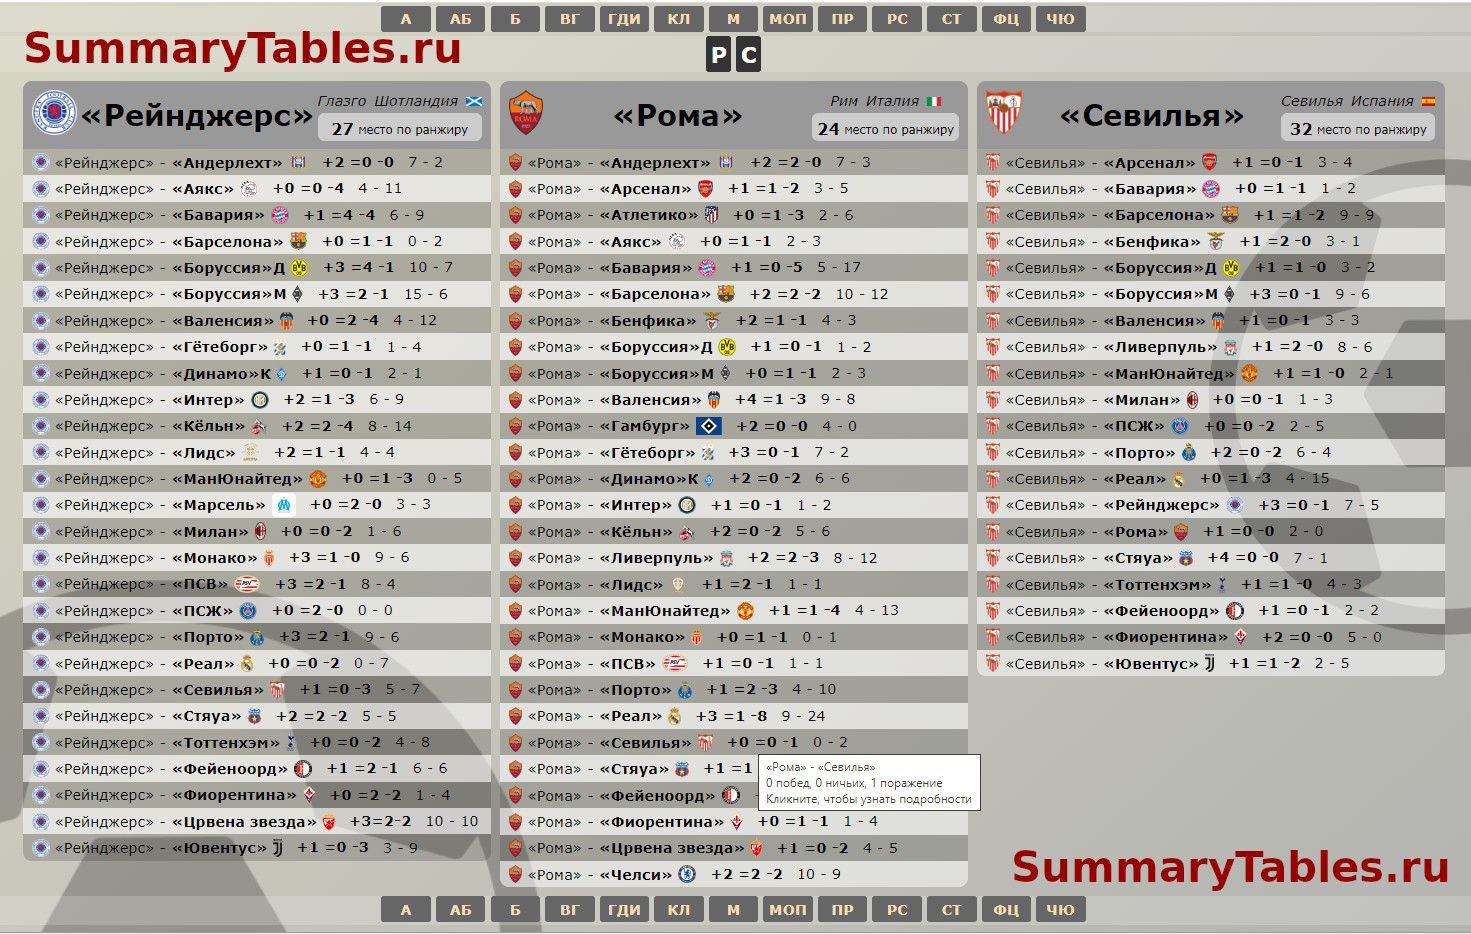 А АБ Б ВГ ГДИ КЛ М МОП ПР РС СТ ФЦ ЧЮ
SummaryTables.ru
Р С
«Рейнджерс» Глазго Шотландия
27 место по ранжиру
«Рейнджерс» - «Андерлехт» +2 =0 -0 7 - 2
«Рейнджерс» - «Аякс» +0 =0 -4 4 - 11
«Рейнджерс» - «Бавария» +1 =4 -4 6 - 9
«Рейнджерс» - «Барселона» +0 =1 -1 0 - 2
«Рейнджерс» - «Боруссия»Д +3 =4 -1 10 - 7
«Рейнджерс» - «Боруссия»М +3 =2 -1 15 - 6
«Рейнджерс» - «Валенсия» +0 =2 -4 4 - 12
«Рейнджерс» - «Гётеборг» +0 =1 -1 1 - 4
«Рейнджерс» - «Динамо»К +1 =0 -1 2 - 1
«Рейнджерс» - «Интер» +2 =1 -3 6 - 9
«Рейнджерс» - «Кёльн» +2 =2 -4 8 - 14
«Рейнджерс» - «Лидс» +2 =1 -1 4 - 4
«Рейнджерс» - «МанЮнайтед» +0 =1 -3 0 - 5
«Рейнджерс» - «Марсель» +0 =2 -0 3 - 3
«Рейнджерс» - «Милан» +0 =0 -2 1 - 6
«Рейнджерс» - «Монако» +3 =1 -0 9 - 6
«Рейнджерс» - «ПСВ» +3 =2 -1 8 - 4
«Рейнджерс» - «ПСЖ» +0 =2 -0 0 - 0
«Рейнджерс» - «Порто» +3 =2 -1 9 - 6
«Рейнджерс» - «Реал» +0 =0 -2 0 - 7
«Рейнджерс» - «Севилья» +1 =0 -3 5 - 7
«Рейнджерс» - «Стяуа» +2 =2 -2 5 - 5
«Рейнджерс» - «Тоттенхэм» +0 =0 -2 4 - 8
«Рейнджерс» - «Фейеноорд» +1 =2 -1 6 - 6
«Рейнджерс» - «Фиорентина» +0 =2 -2 1 - 4
«Рейнджерс» - «Црвена звезда» +3=2-2 10 - 10
«Рейнджерс» - «Ювентус» +1 =0 -3 3 - 9
«Рома» Рим Италия
24 место по ранжиру
«Рома» - «Андерлехт» +2 =2 -0 7 - 3
«Рома» - «Арсенал» +1 =1 -2 3 - 5
«Рома» - «Атлетико» +0 =1 -3 2 - 6
«Рома» - «Аякс» +0 =1 -1 2 - 3
«Рома» - «Бавария» +1 =0 -5 5 - 17
«Рома» - «Барселона» +2 =2 -2 10 - 12
«Рома» - «Бенфика» +2 =1 -1 4 - 3
«Рома» - «Боруссия»Д +1 =0 -1 1 - 2
«Рома» - «Боруссия»М +0 =1 -1 2 - 3
«Рома» - «Валенсия» +4 =1 -3 9 - 8
«Рома» - «Гамбург» +2 =0 -0 4 - 0
«Рома» - «Гётеборг» +3 =0 -1 7 - 2
«Рома» - «Динамо»К +2 =0 -2 6 - 6
«Рома» - «Интер» +1 =0 -1 1 - 2
«Рома» - «Кёльн» +2 =0 -2 5 - 6
«Рома» - «Ливерпуль» +2 =2 -3 8 - 12
«Рома» - «Лидс» +1 =2 -1 1 - 1
«Рома» - «МанЮнайтед» +1 =1 -4 4 - 13
«Рома» - «Монако» +0 =1 -1 0 - 1
«Рома» - «ПСВ» +1 =0 -1 1 - 1
«Рома» - «Порто» +1 =2 -3 4 - 10
«Рома» - «Реал» +3 =1 -8 9 - 24
«Рома» - «Севилья» +0 =0 -1 0 - 2
«Рома» - «Стяуа» +1 =1
«Рома» - «Фейеноорд»
«Рома» - «Севилья»
0 побед, 0 ничьих, 1 поражение
Кликните, чтобы узнать подробности
«Рома» - «Фиорентина» +0 =1 -1 1 - 4
«Рома» - «Црвена звезда» +1 =0 -2 4 - 5
«Рома» - «Челси» +2 =2 -2 10 - 9
«Севилья» Севилья Испания
32 место по ранжиру
«Севилья» - «Арсенал» +1 =0 -1 3 - 4
«Севилья» - «Бавария» +0 =1 -1 1 - 2
«Севилья» - «Барселона» +1 =1 -2 9 - 9
«Севилья» - «Бенфика» +1 =2 -0 3 - 1
«Севилья» - «Боруссия»Д +1 =1 -0 3 - 2
«Севилья» - «Боруссия»М +3 =0 -1 9 - 6
«Севилья» - «Валенсия» +1 =0 -1 3 - 3
«Севилья» - «Ливерпуль» +1 =2 -0 8 - 6
«Севилья» - «МанЮнайтед» +1 =1 -0 2 - 1
«Севилья» - «Милан» +0 =0 -1 1 - 3
«Севилья» - «ПСЖ» +0 =0 -2 2 - 5
«Севилья» - «Порто» +2 =0 -2 6 - 4
«Севилья» - «Реал» +0 =1 -3 4 - 15
«Севилья» - «Рейнджерс» +3 =0 -1 7 - 5
«Севилья» - «Рома» +1 =0 -0 2 - 0
«Севилья» - «Стяуа» +4 =0 -0 7 - 1
«Севилья» - «Тоттенхэм» +1 =1 -0 4 - 3
«Севилья» - «Фейеноорд» +1 =0 -1 2 - 2
«Севилья» - «Фиорентина» +2 =0 -0 5 - 0
«Севилья» - «Ювентус» +1 =1 -2 2 - 5
SummaryTables.ru
А АБ Б ВГ ГДИ КЛ М МОП ПР РС СТ ФЦ ЧЮ